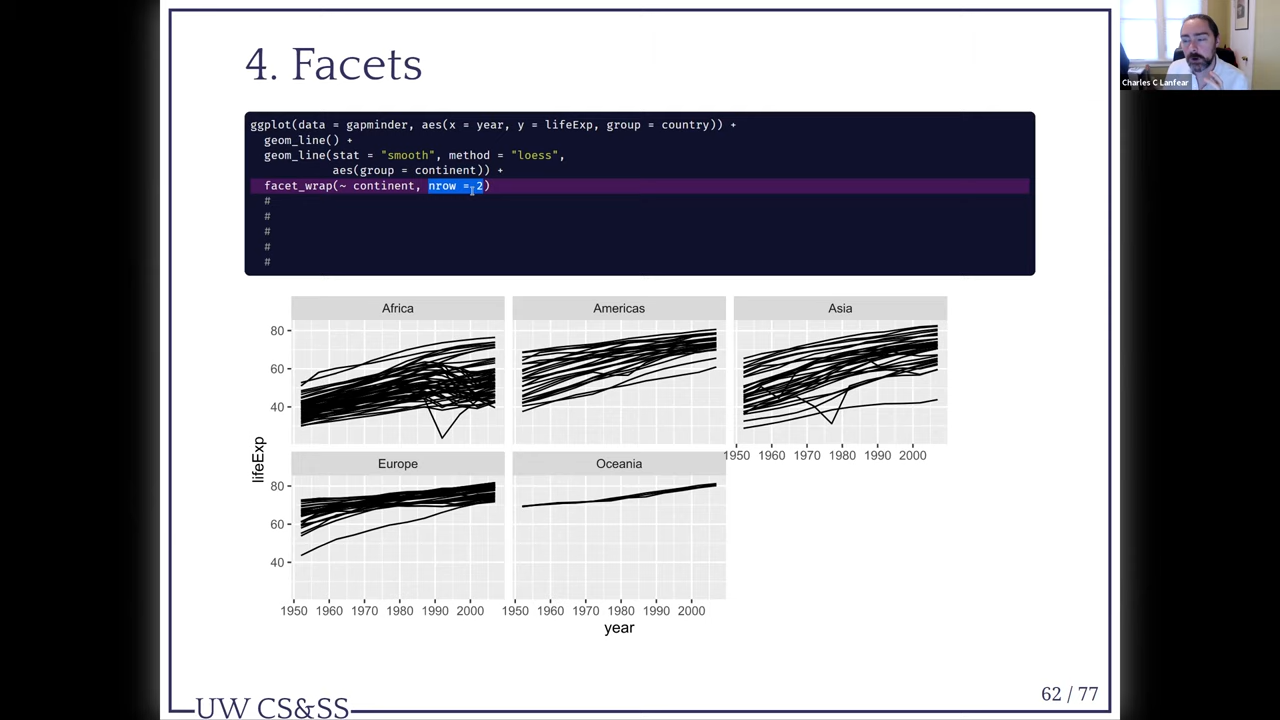 4. Facets
Charles C Lanfear
ggplot(data = gapminder, aes(x = year, y = lifeExp, group = country)) +
geom_line() +
geom_line(stat = "smooth", method = "loess",
aes(group = continent)) +
facet_wrap(~ continent, nrow = 2)
#
#
#
#
#
Africa Americas Asia
80
60
40
1950 1960 1970 1980 1990 2000
lifeExp
Europe Oceania
80
60
40
1950 1960 1970 1980 1990 2000 1950 1960 1970 1980 1990 2000
year
62 / 77
UW CS&SS